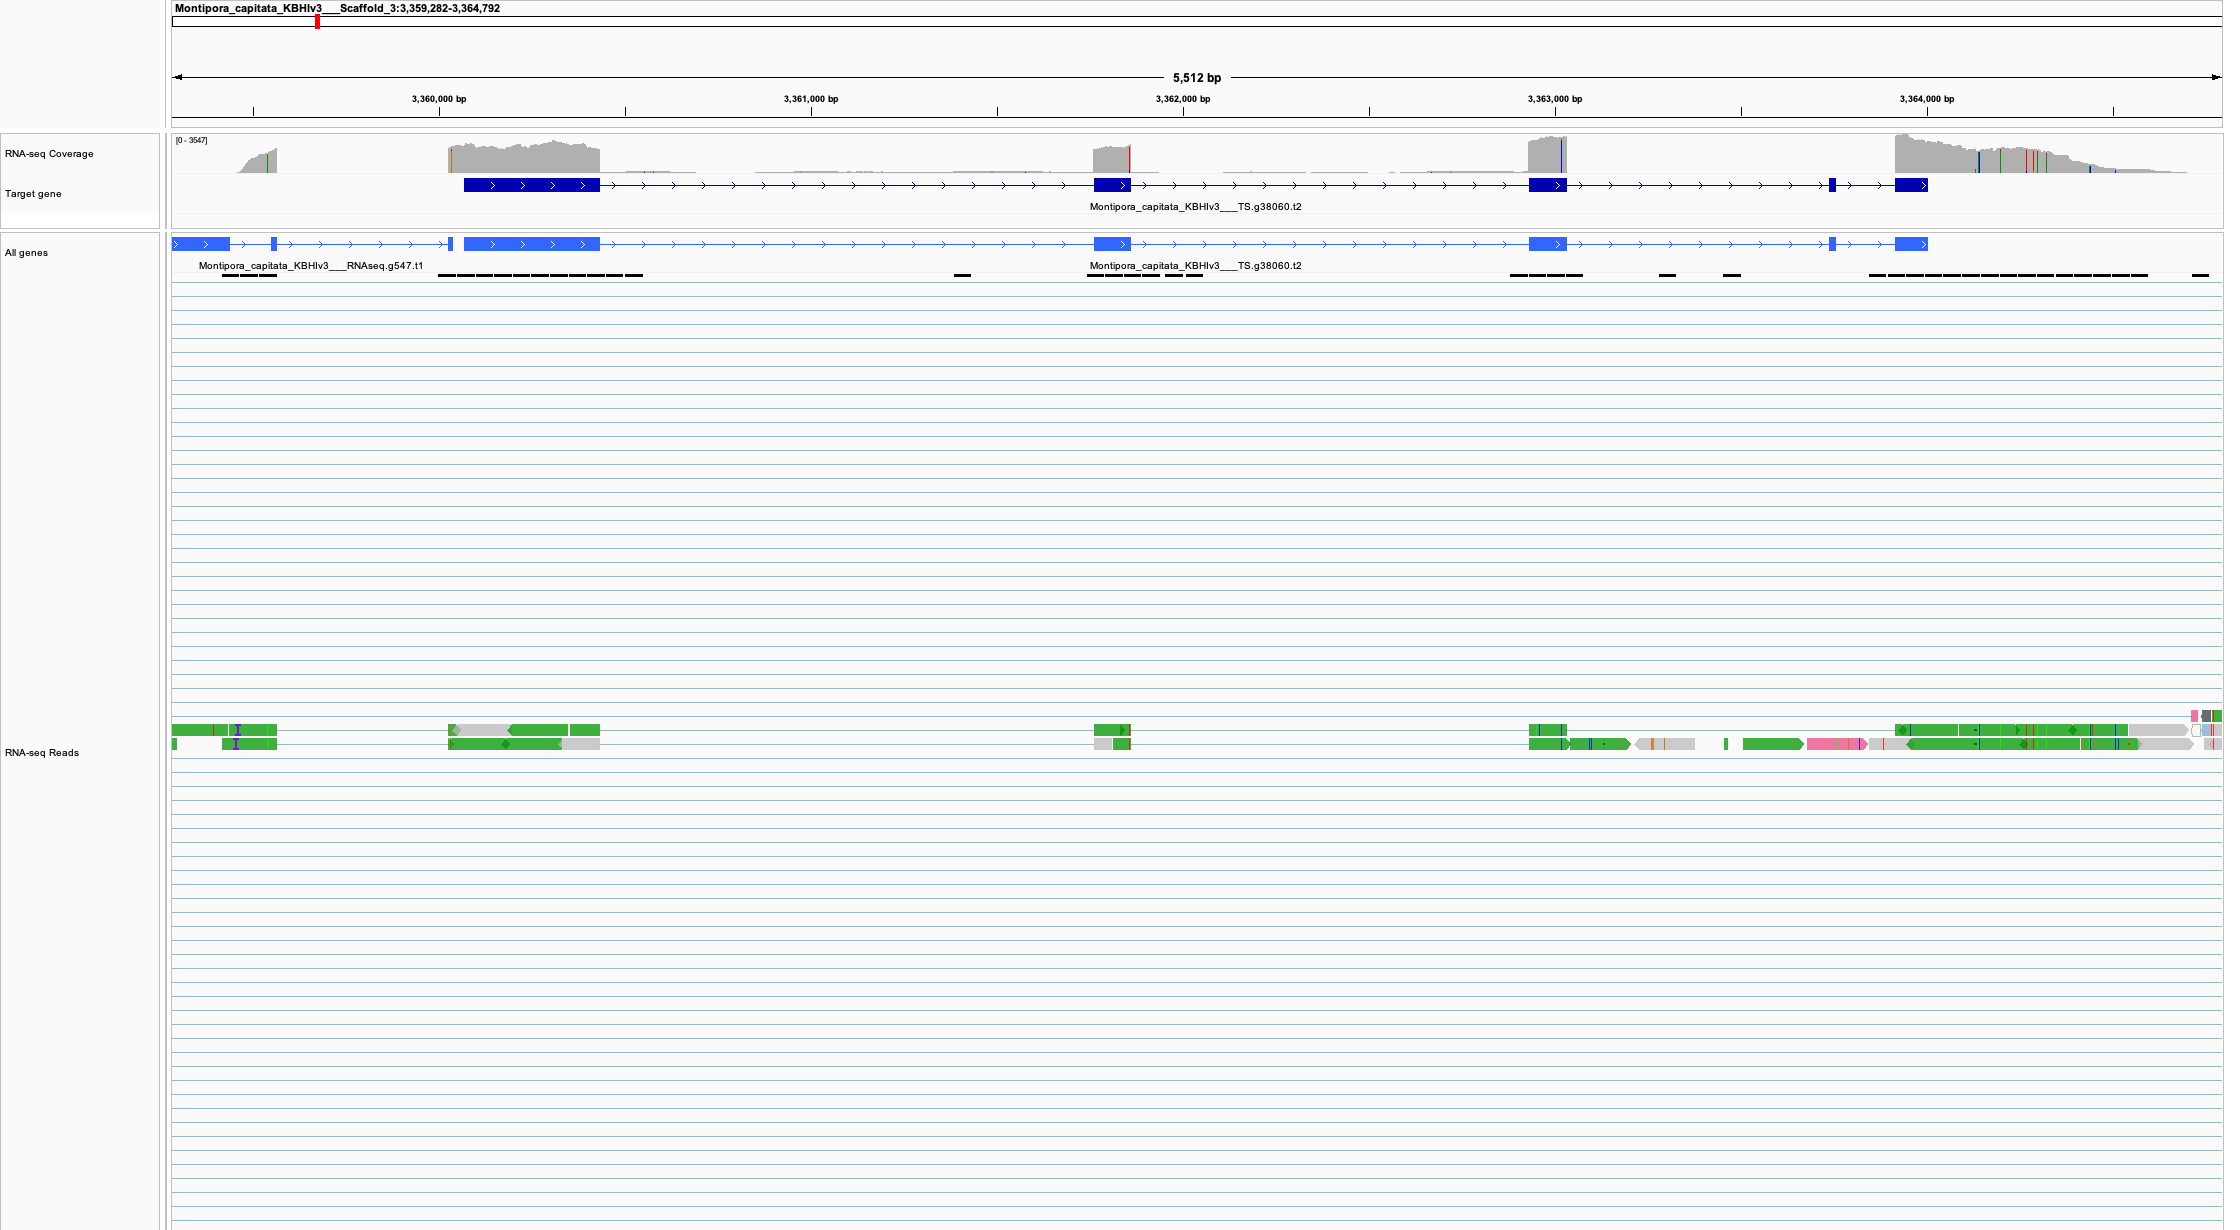 Montipora_capitata_KBHIv3___Scaffold_3:3,359,282-3,364,792
5,512 bp
3,360,000 bp 3,361,000 bp 3,362,000 bp 3,363,000 bp 3,364,000 bp
[0 - 3547]
RNA-seq Coverage
Target gene
Montipora_capitata_KBHIv3___TS.g38060.t2
All genes
Montipora_capitata_KBHIv3___RNAseq.g547.t1 Montipora_capitata_KBHIv3___TS.g38060.t2
RNA-seq Reads